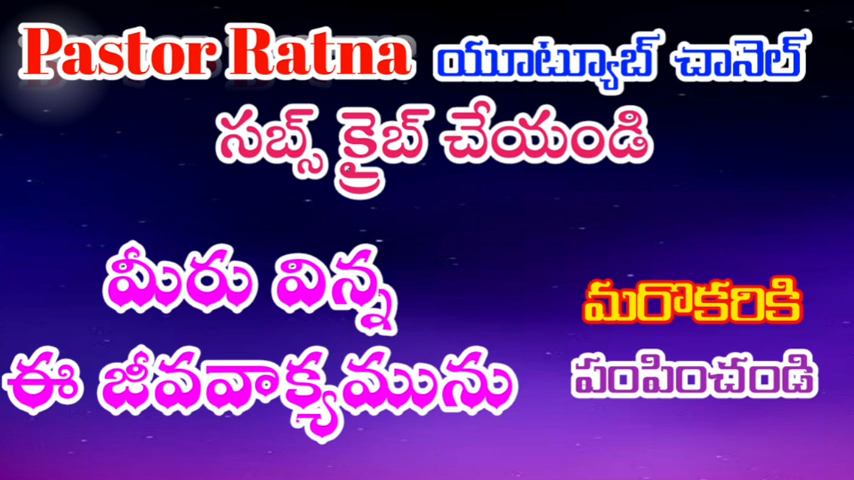 Pastor Ratna యూట్యూబ్ చానెల్
సబ్స్ క్రైబ్ చేయండి
మీరు విన్న
ఈ జీవవాక్యమును
మరొకరికి
పంపించండి